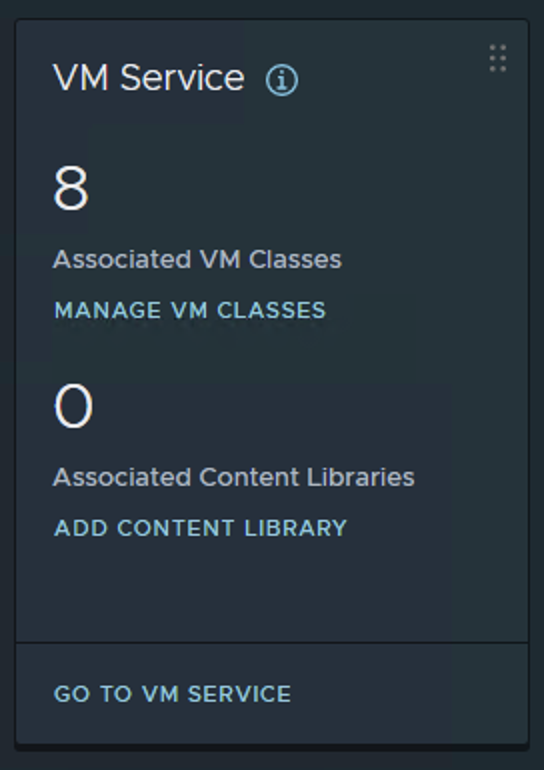 VM Service
8
Associated VM Classes
MANAGE VM CLASSES
0
Associated Content Libraries
ADD CONTENT LIBRARY
GO TO VM SERVICE